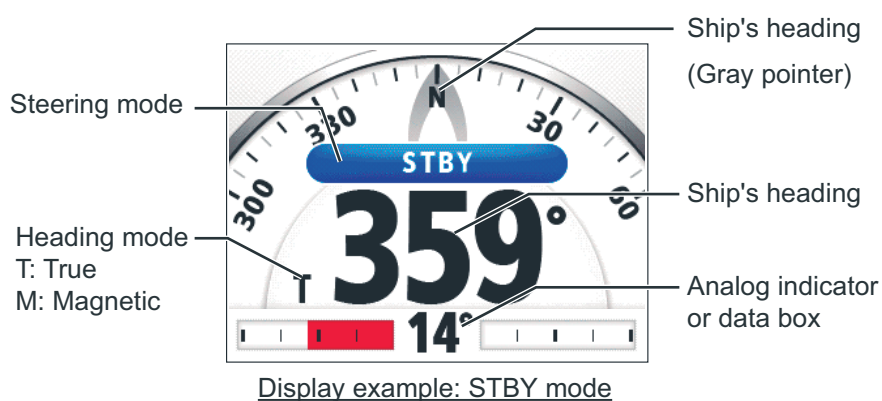 Ship's heading
(Gray pointer)
Steering mode
N
330
30
STBY
300
60
359°
Ship's heading
Heading mode
T: True
M: Magnetic
T
14°
Analog indicator
or data box
Display example: STBY mode